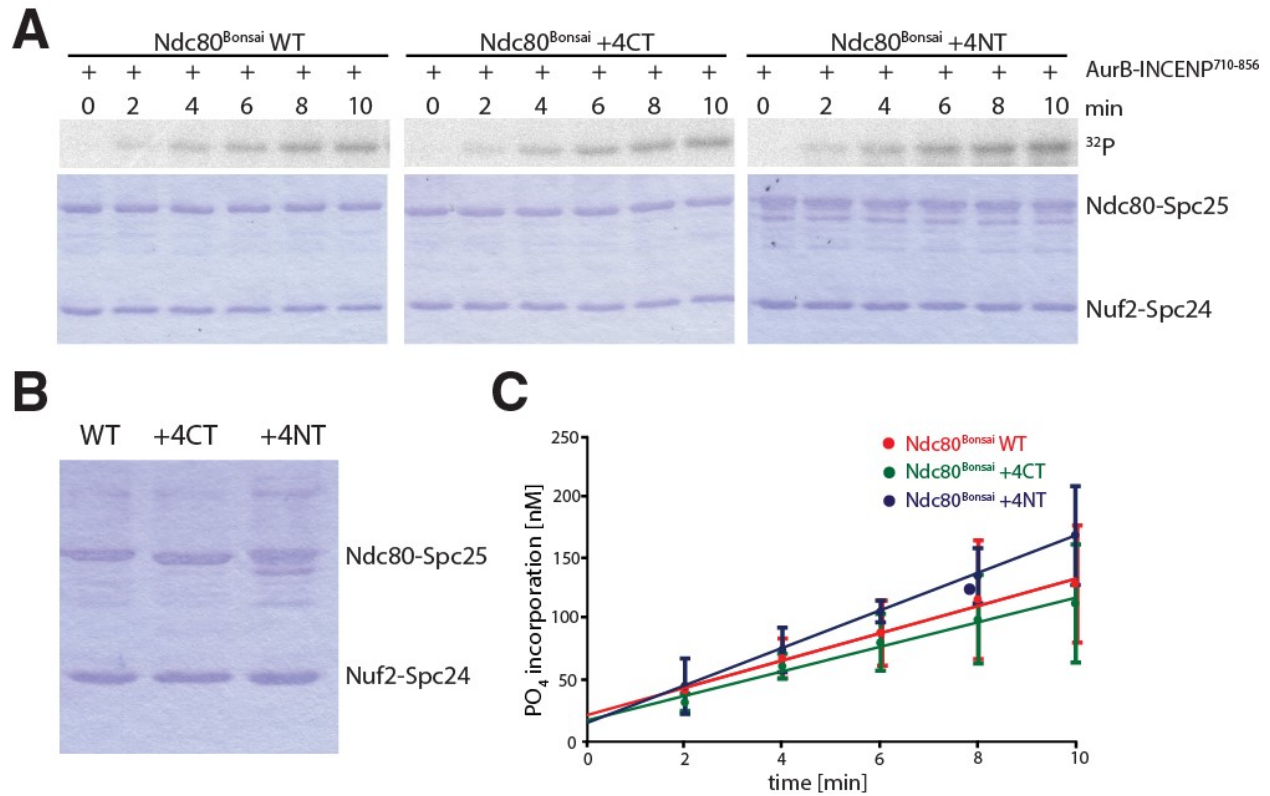 A
Ndc80Bonsai WT Ndc80Bonsai +4CT Ndc80Bonsai +4NT
+ + + + + + + + + + + + + + + + + + AurB-INCENP710-856
0 2 4 6 8 10 0 2 4 6 8 10 0 2 4 6 8 10 min
32P
Ndc80-Spc25
Nuf2-Spc24
B
WT +4CT +4NT
Ndc80-Spc25
Nuf2-Spc24
C
PO4 incorporation [nM]
250
200
150
100
50
0
Ndc80Bonsai WT
Ndc80Bonsai +4CT
Ndc80Bonsai +4NT
0 2 4 6 8 10
time [min]